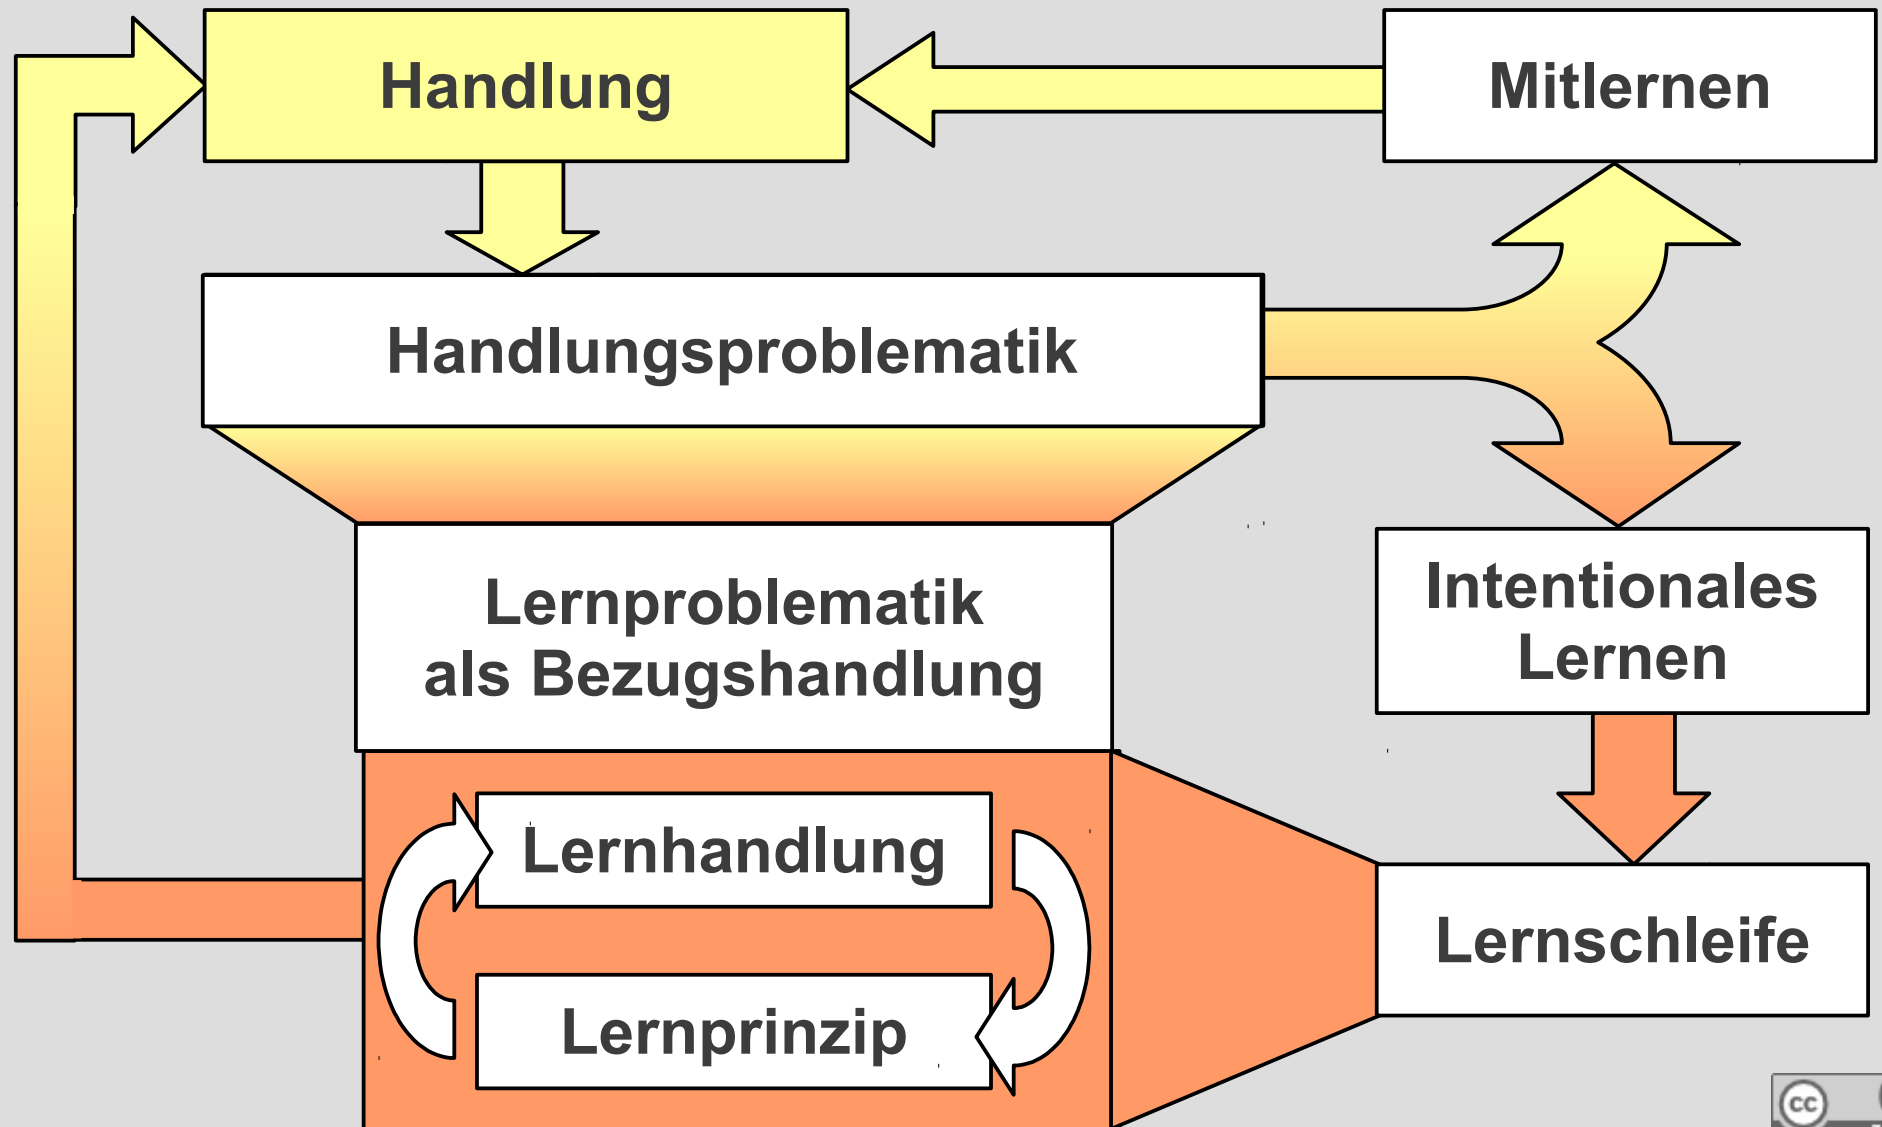 Handlung
Mitlernen
Handlungsproblematik
Lernproblematik
als Bezugshandlung
Intentionales
Lernen
Lernhandlung
Lernschleife
Lernprinzip
cc